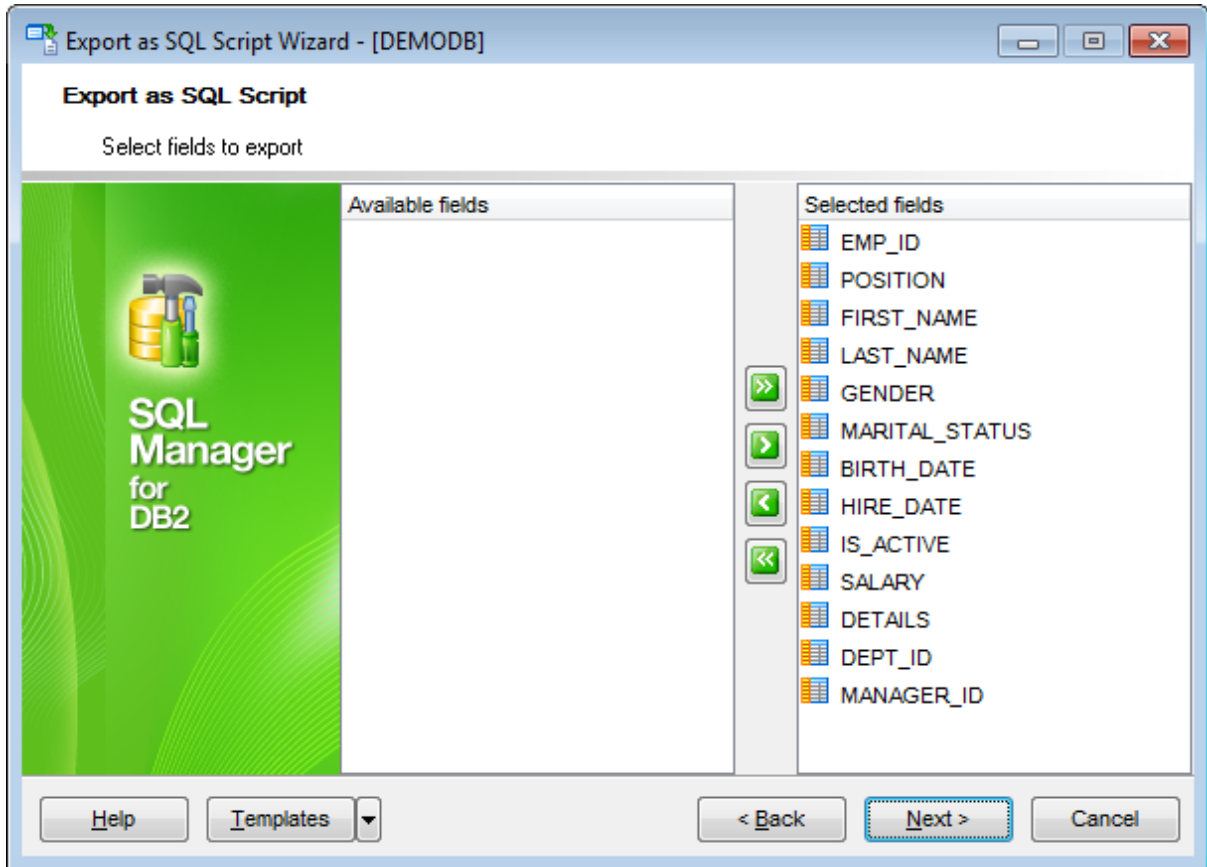 Export as SQL Script Wizard - [DEMODB]
Export as SQL Script
Select fields to export
SQL
Manager
for
DB2
Available fields
Selected fields
EMP_ID
POSITION
FIRST_NAME
LAST_NAME
GENDER
MARITAL_STATUS
BIRTH_DATE
HIRE_DATE
IS_ACTIVE
SALARY
DETAILS
DEPT_ID
MANAGER_ID
Help
Templates
< Back
Next >
Cancel